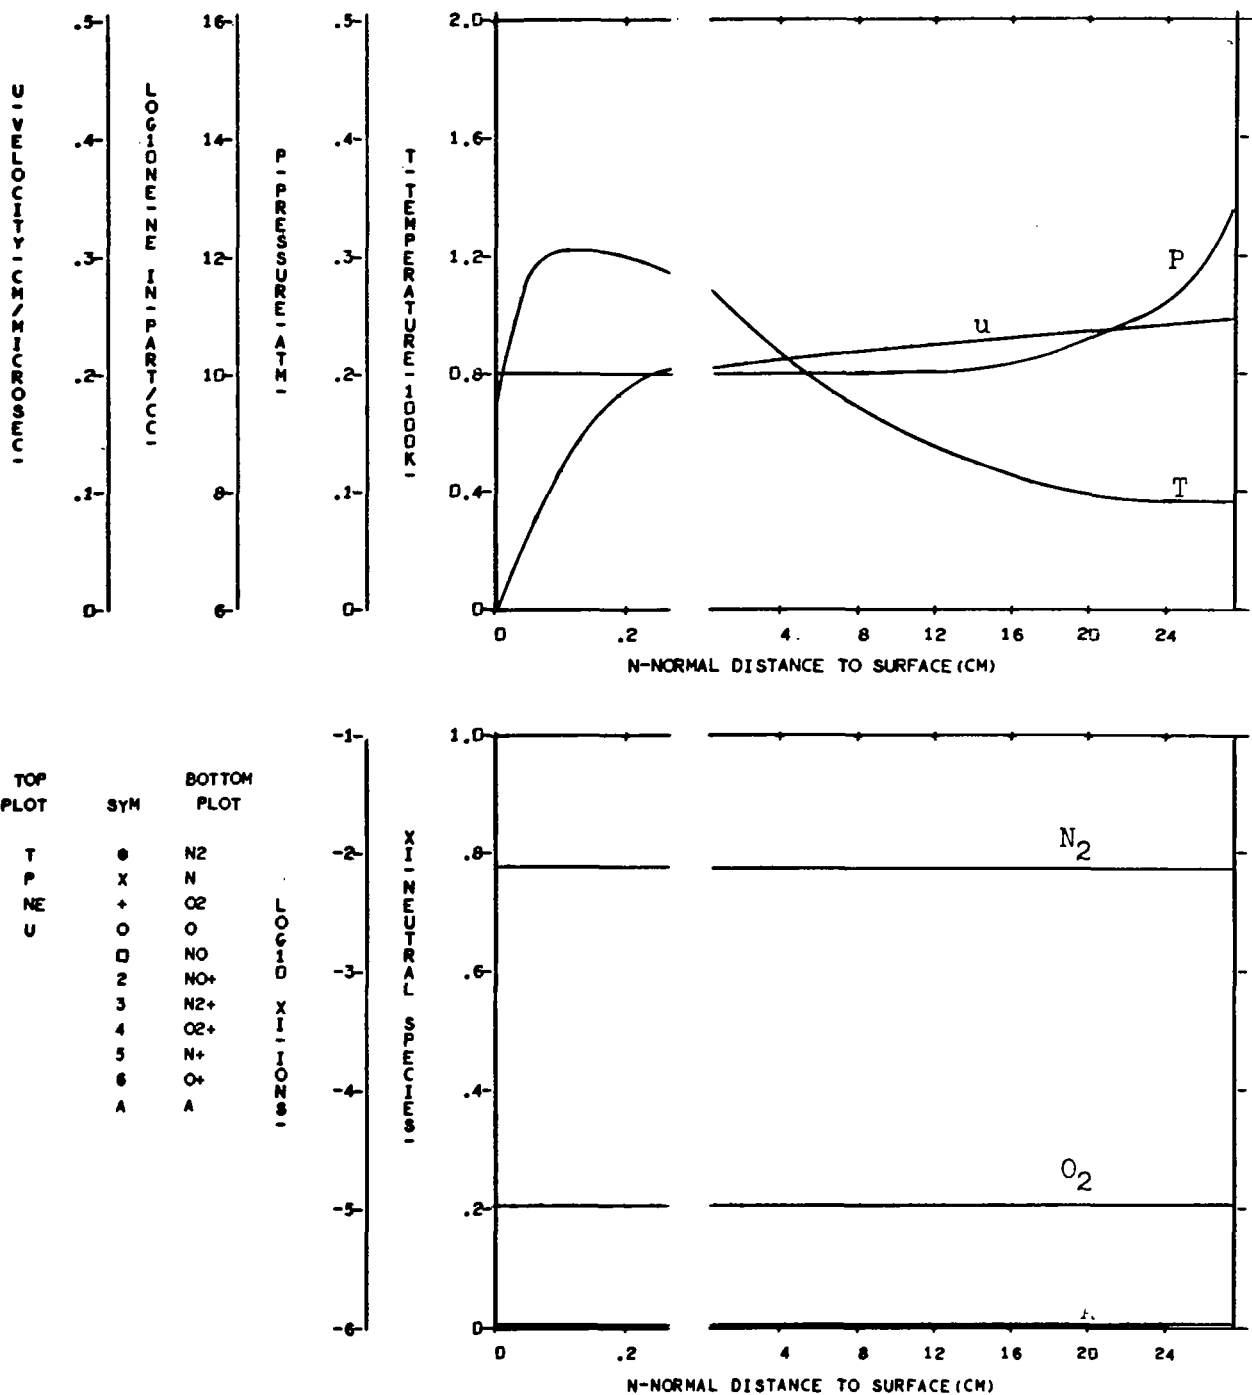 U-VELOCITY-CM/MICROSEC-
.5-
.4-
.3-
.2-
.1-
0-
LOG10NE-NE IN-PART/CC-
16-
14-
12-
10-
8-
6-
P-PRESSURE-ATM-
.5-
.4-
.3-
.2-
.1-
0-
T-TEMPERATURE-1000K-
2.0-
1.6-
1.2-
0.8-
0.4-
0-
P
u
T
0 .2 4 8 12 16 20 24
N-NORMAL DISTANCE TO SURFACE(CM)
TOP PLOT SYM BOTTOM PLOT
T N2
P X N
NE + O2
U O O
□ NO
2 NO+
3 N2+
4 O2+
5 N+
6 O+
A A
LOG10 XI-IONS-
-1-
-2-
-3-
-4-
-5-
-6-
XI-NEUTRAL SPECIES-
1.0-
.8-
.6-
.4-
.2-
0-
N2
O2
0 .2 4 8 12 16 20 24
N-NORMAL DISTANCE TO SURFACE(CM)